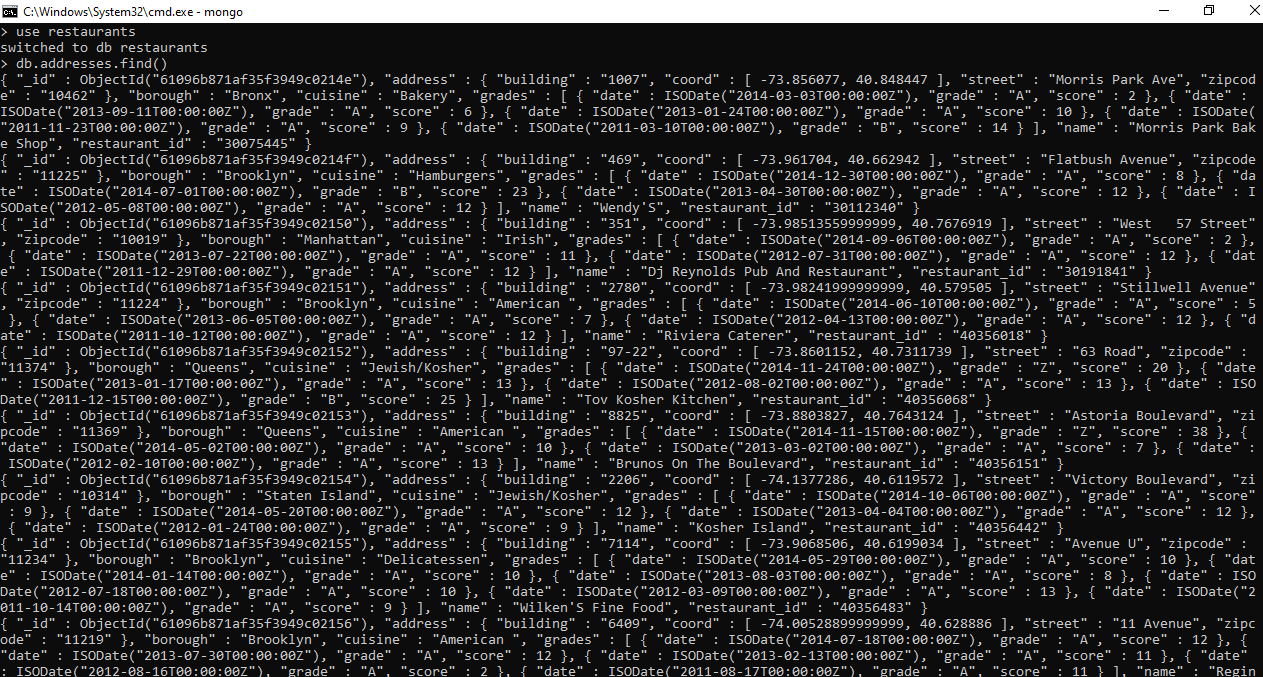 C:\Windows\System32\cmd.exe - mongo
> use restaurants
switched to db restaurants
> db.addresses.find()
{ "_id" : ObjectId("61096b871af35f3949c0214e"), "address" : { "building" : "1007", "coord" : [ -73.856077, 40.848447 ], "street" : "Morris Park Ave", "zipcod
e" : "10462" }, "borough" : "Bronx", "cuisine" : "Bakery", "grades" : [ { "date" : ISODate("2014-03-03T00:00:00Z"), "grade" : "A", "score" : 2 }, { "date" :
ISODate("2013-09-11T00:00:00Z"), "grade" : "A", "score" : 6 }, { "date" : ISODate("2013-01-24T00:00:00Z"), "grade" : "A", "score" : 10 }, { "date" : ISODate(
"2011-11-23T00:00:00Z"), "grade" : "A", "score" : 9 }, { "date" : ISODate("2011-03-10T00:00:00Z"), "grade" : "B", "score" : 14 } ], "name" : "Morris Park Bak
e Shop", "restaurant_id" : "30075445" }
{ "_id" : ObjectId("61096b871af35f3949c0214f"), "address" : { "building" : "469", "coord" : [ -73.961704, 40.662942 ], "street" : "Flatbush Avenue", "zipcode
" : "11225" }, "borough" : "Brooklyn", "cuisine" : "Hamburgers", "grades" : [ { "date" : ISODate("2014-12-30T00:00:00Z"), "grade" : "A", "score" : 8 }, { "da
te" : ISODate("2014-07-01T00:00:00Z"), "grade" : "B", "score" : 23 }, { "date" : ISODate("2013-04-30T00:00:00Z"), "grade" : "A", "score" : 12 }, { "date" : I
SODate("2012-05-08T00:00:00Z"), "grade" : "A", "score" : 12 } ], "name" : "Wendy'S", "restaurant_id" : "30112340" }
{ "_id" : ObjectId("61096b871af35f3949c02150"), "address" : { "building" : "351", "coord" : [ -73.98513559999999, 40.7676919 ], "street" : "West   57 Street"
, "zipcode" : "10019" }, "borough" : "Manhattan", "cuisine" : "Irish", "grades" : [ { "date" : ISODate("2014-09-06T00:00:00Z"), "grade" : "A", "score" : 2 },
 { "date" : ISODate("2013-07-22T00:00:00Z"), "grade" : "A", "score" : 11 }, { "date" : ISODate("2012-07-31T00:00:00Z"), "grade" : "A", "score" : 12 }, { "dat
e" : ISODate("2011-12-29T00:00:00Z"), "grade" : "A", "score" : 12 } ], "name" : "Dj Reynolds Pub And Restaurant", "restaurant_id" : "30191841" }
{ "_id" : ObjectId("61096b871af35f3949c02151"), "address" : { "building" : "2780", "coord" : [ -73.98241999999999, 40.579505 ], "street" : "Stillwell Avenue"
, "zipcode" : "11224" }, "borough" : "Brooklyn", "cuisine" : "American ", "grades" : [ { "date" : ISODate("2014-06-10T00:00:00Z"), "grade" : "A", "score" : 5
 }, { "date" : ISODate("2013-06-05T00:00:00Z"), "grade" : "A", "score" : 7 }, { "date" : ISODate("2012-04-13T00:00:00Z"), "grade" : "A", "score" : 12 }, { "d
ate" : ISODate("2011-10-12T00:00:00Z"), "grade" : "A", "score" : 12 } ], "name" : "Riviera Caterer", "restaurant_id" : "40356018" }
{ "_id" : ObjectId("61096b871af35f3949c02152"), "address" : { "building" : "97-22", "coord" : [ -73.8601152, 40.7311739 ], "street" : "63 Road", "zipcode" :
"11374" }, "borough" : "Queens", "cuisine" : "Jewish/Kosher", "grades" : [ { "date" : ISODate("2014-11-24T00:00:00Z"), "grade" : "Z", "score" : 20 }, { "date
" : ISODate("2013-01-17T00:00:00Z"), "grade" : "A", "score" : 13 }, { "date" : ISODate("2012-08-02T00:00:00Z"), "grade" : "A", "score" : 13 }, { "date" : ISO
Date("2011-12-15T00:00:00Z"), "grade" : "B", "score" : 25 } ], "name" : "Tov Kosher Kitchen", "restaurant_id" : "40356068" }
{ "_id" : ObjectId("61096b871af35f3949c02153"), "address" : { "building" : "8825", "coord" : [ -73.8803827, 40.7643124 ], "street" : "Astoria Boulevard", "zi
pcode" : "11369" }, "borough" : "Queens", "cuisine" : "American ", "grades" : [ { "date" : ISODate("2014-11-15T00:00:00Z"), "grade" : "Z", "score" : 38 }, {
"date" : ISODate("2014-05-02T00:00:00Z"), "grade" : "A", "score" : 10 }, { "date" : ISODate("2013-03-02T00:00:00Z"), "grade" : "A", "score" : 7 }, { "date" :
 ISODate("2012-02-10T00:00:00Z"), "grade" : "A", "score" : 13 } ], "name" : "Brunos On The Boulevard", "restaurant_id" : "40356151" }
{ "_id" : ObjectId("61096b871af35f3949c02154"), "address" : { "building" : "2206", "coord" : [ -74.1377286, 40.6119572 ], "street" : "Victory Boulevard", "zi
pcode" : "10314" }, "borough" : "Staten Island", "cuisine" : "Jewish/Kosher", "grades" : [ { "date" : ISODate("2014-10-06T00:00:00Z"), "grade" : "A", "score"
 : 9 }, { "date" : ISODate("2014-05-20T00:00:00Z"), "grade" : "A", "score" : 12 }, { "date" : ISODate("2013-04-04T00:00:00Z"), "grade" : "A", "score" : 12 },
 { "date" : ISODate("2012-01-24T00:00:00Z"), "grade" : "A", "score" : 9 } ], "name" : "Kosher Island", "restaurant_id" : "40356442" }
{ "_id" : ObjectId("61096b871af35f3949c02155"), "address" : { "building" : "7114", "coord" : [ -73.9068506, 40.6199034 ], "street" : "Avenue U", "zipcode" :
"11234" }, "borough" : "Brooklyn", "cuisine" : "Delicatessen", "grades" : [ { "date" : ISODate("2014-05-29T00:00:00Z"), "grade" : "A", "score" : 10 }, { "dat
e" : ISODate("2014-01-14T00:00:00Z"), "grade" : "A", "score" : 10 }, { "date" : ISODate("2013-08-03T00:00:00Z"), "grade" : "A", "score" : 8 }, { "date" : ISO
Date("2012-07-18T00:00:00Z"), "grade" : "A", "score" : 10 }, { "date" : ISODate("2012-03-09T00:00:00Z"), "grade" : "A", "score" : 13 }, { "date" : ISODate("2
011-10-14T00:00:00Z"), "grade" : "A", "score" : 9 } ], "name" : "Wilken'S Fine Food", "restaurant_id" : "40356483" }
{ "_id" : ObjectId("61096b871af35f3949c02156"), "address" : { "building" : "6409", "coord" : [ -74.00528899999999, 40.628886 ], "street" : "11 Avenue", "zipc
ode" : "11219" }, "borough" : "Brooklyn", "cuisine" : "American ", "grades" : [ { "date" : ISODate("2014-07-18T00:00:00Z"), "grade" : "A", "score" : 12 }, {
"date" : ISODate("2013-07-30T00:00:00Z"), "grade" : "A", "score" : 12 }, { "date" : ISODate("2013-02-13T00:00:00Z"), "grade" : "A", "score" : 11 }, { "date"
: ISODate("2012-08-16T00:00:00Z"), "grade" : "A", "score" : 2 }, { "date" : ISODate("2011-08-17T00:00:00Z"), "grade" : "A", "score" : 11 } ], "name" : "Regin